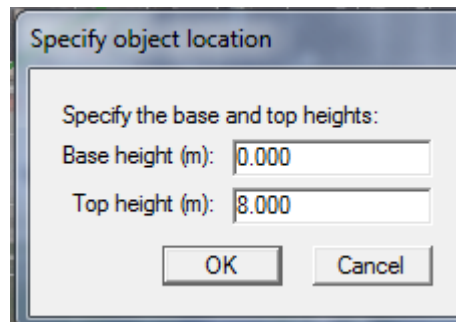 Specify object location
Specify the base and top heights:
Base height (m): 0.000
Top height (m): 8.000
OK Cancel